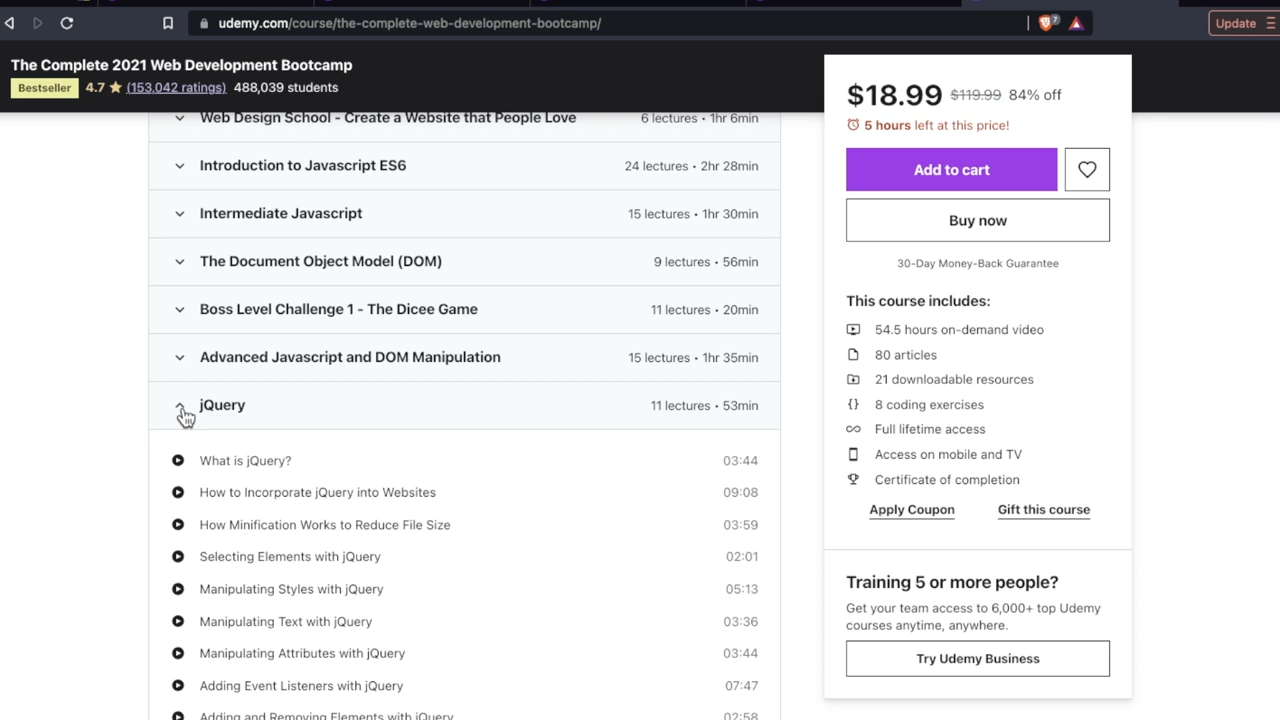 udemy.com/course/the-complete-web-development-bootcamp/
7
Update
The Complete 2021 Web Development Bootcamp
Bestseller 4.7 (153,042 ratings) 488,039 students
Web Design School - Create a Website that People Love 6 lectures • 1hr 6min
Introduction to Javascript ES6 24 lectures • 2hr 28min
Intermediate Javascript 15 lectures • 1hr 30min
The Document Object Model (DOM) 9 lectures • 56min
Boss Level Challenge 1 - The Dicee Game 11 lectures • 20min
Advanced Javascript and DOM Manipulation 15 lectures • 1hr 35min
jQuery 11 lectures • 53min
What is jQuery? 03:44
How to Incorporate jQuery into Websites 09:08
How Minification Works to Reduce File Size 03:59
Selecting Elements with jQuery 02:01
Manipulating Styles with jQuery 05:13
Manipulating Text with jQuery 03:36
Manipulating Attributes with jQuery 03:44
Adding Event Listeners with jQuery 07:47
Adding and Removing Elements with jQuery 02:58
$18.99 $119.99 84% off
5 hours left at this price!
Add to cart
Buy now
30-Day Money-Back Guarantee
This course includes:
54.5 hours on-demand video
80 articles
21 downloadable resources
8 coding exercises
Full lifetime access
Access on mobile and TV
Certificate of completion
Apply Coupon Gift this course
Training 5 or more people?
Get your team access to 6,000+ top Udemy
courses anytime, anywhere.
Try Udemy Business